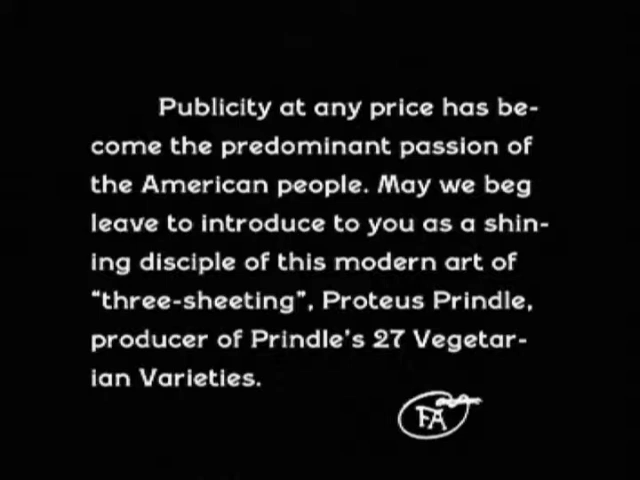 Publicity at any price has be-
come the predominant passion of
the American people. May we beg
leave to introduce to you as a shin-
ing disciple of this modern art of
"three-sheeting", Proteus Prindle,
producer of Prindle's 27 Vegetar-
ian Varieties.
FA